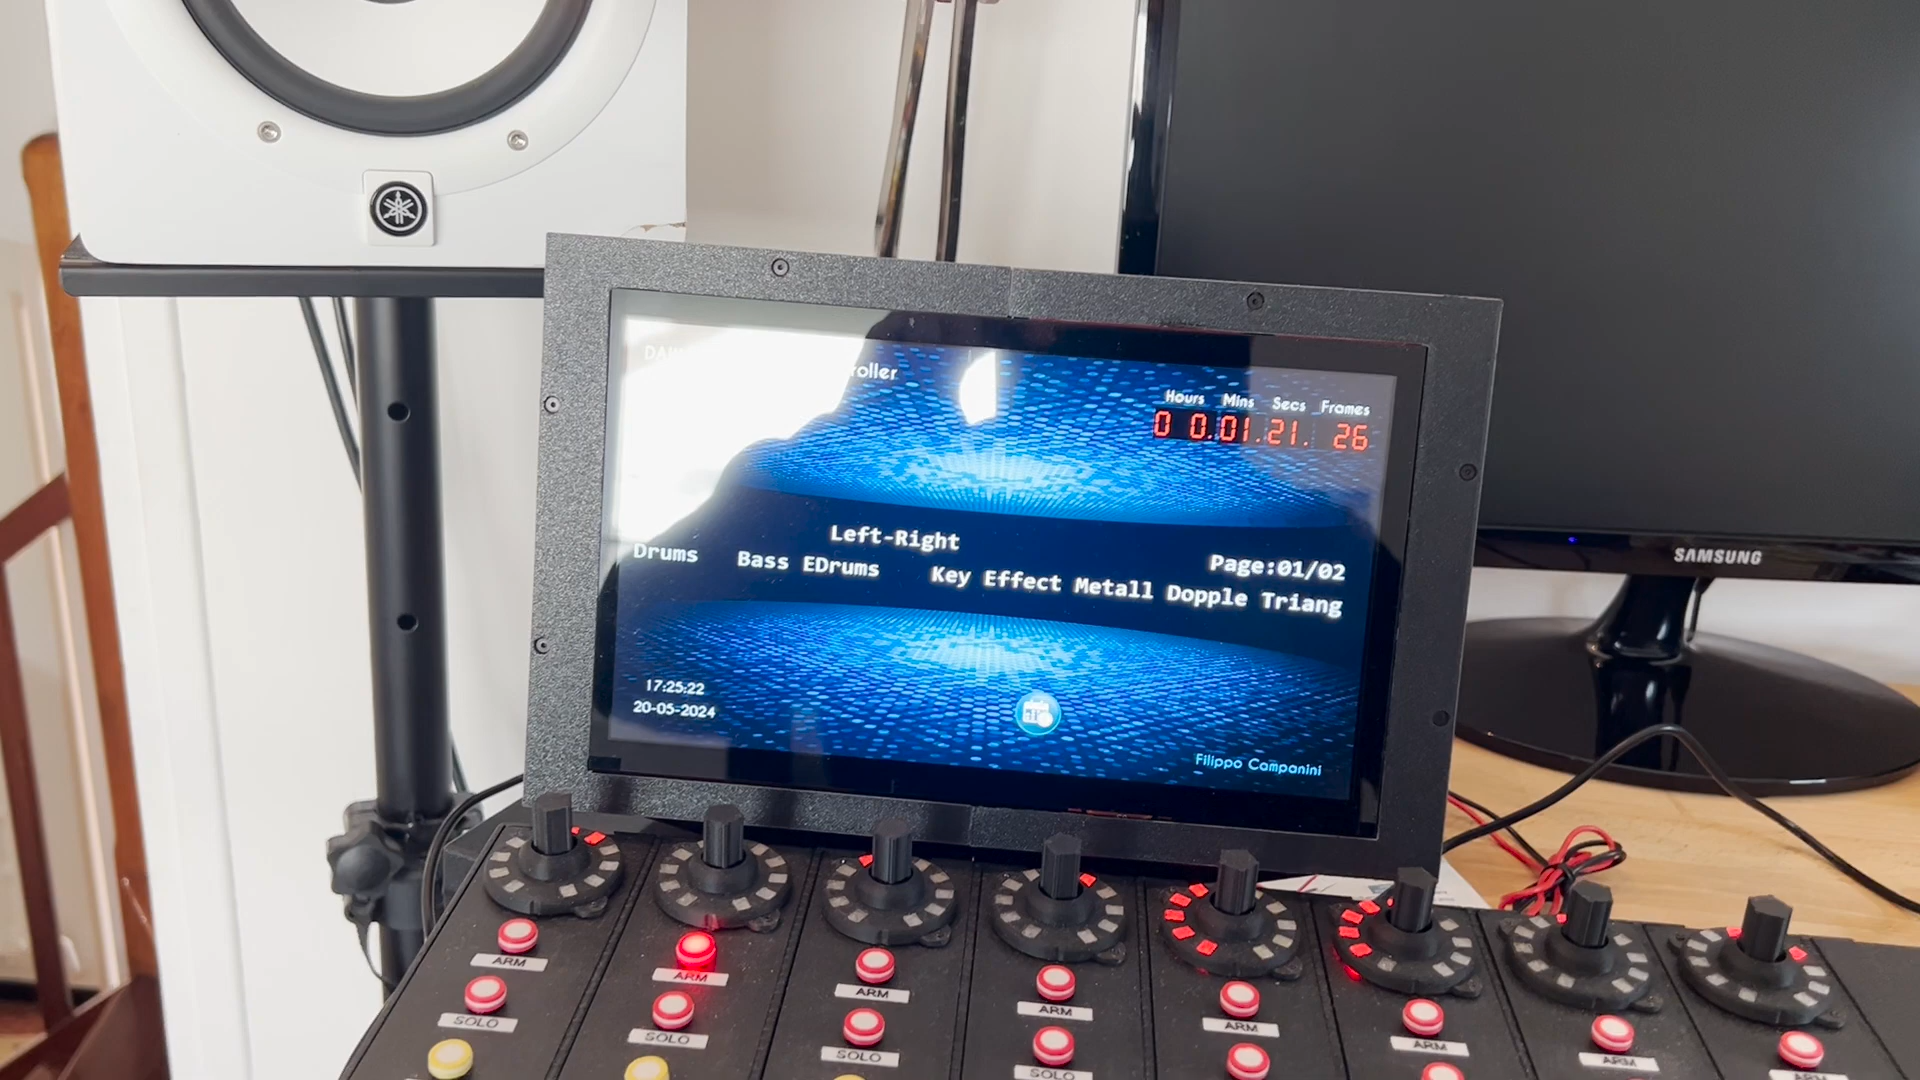 roller
Hours Mins Secs Frames
0 0.01.21. 26
Left-Right
Page:01/02
Drums Bass EDrums Key Effect Metall Dopple Triang
17:25:22
20-05-2024
Filippo Campanini
SAMSUNG
ARM ARM ARM ARM ARM ARM ARM
SOLO SOLO SOLO SOLO